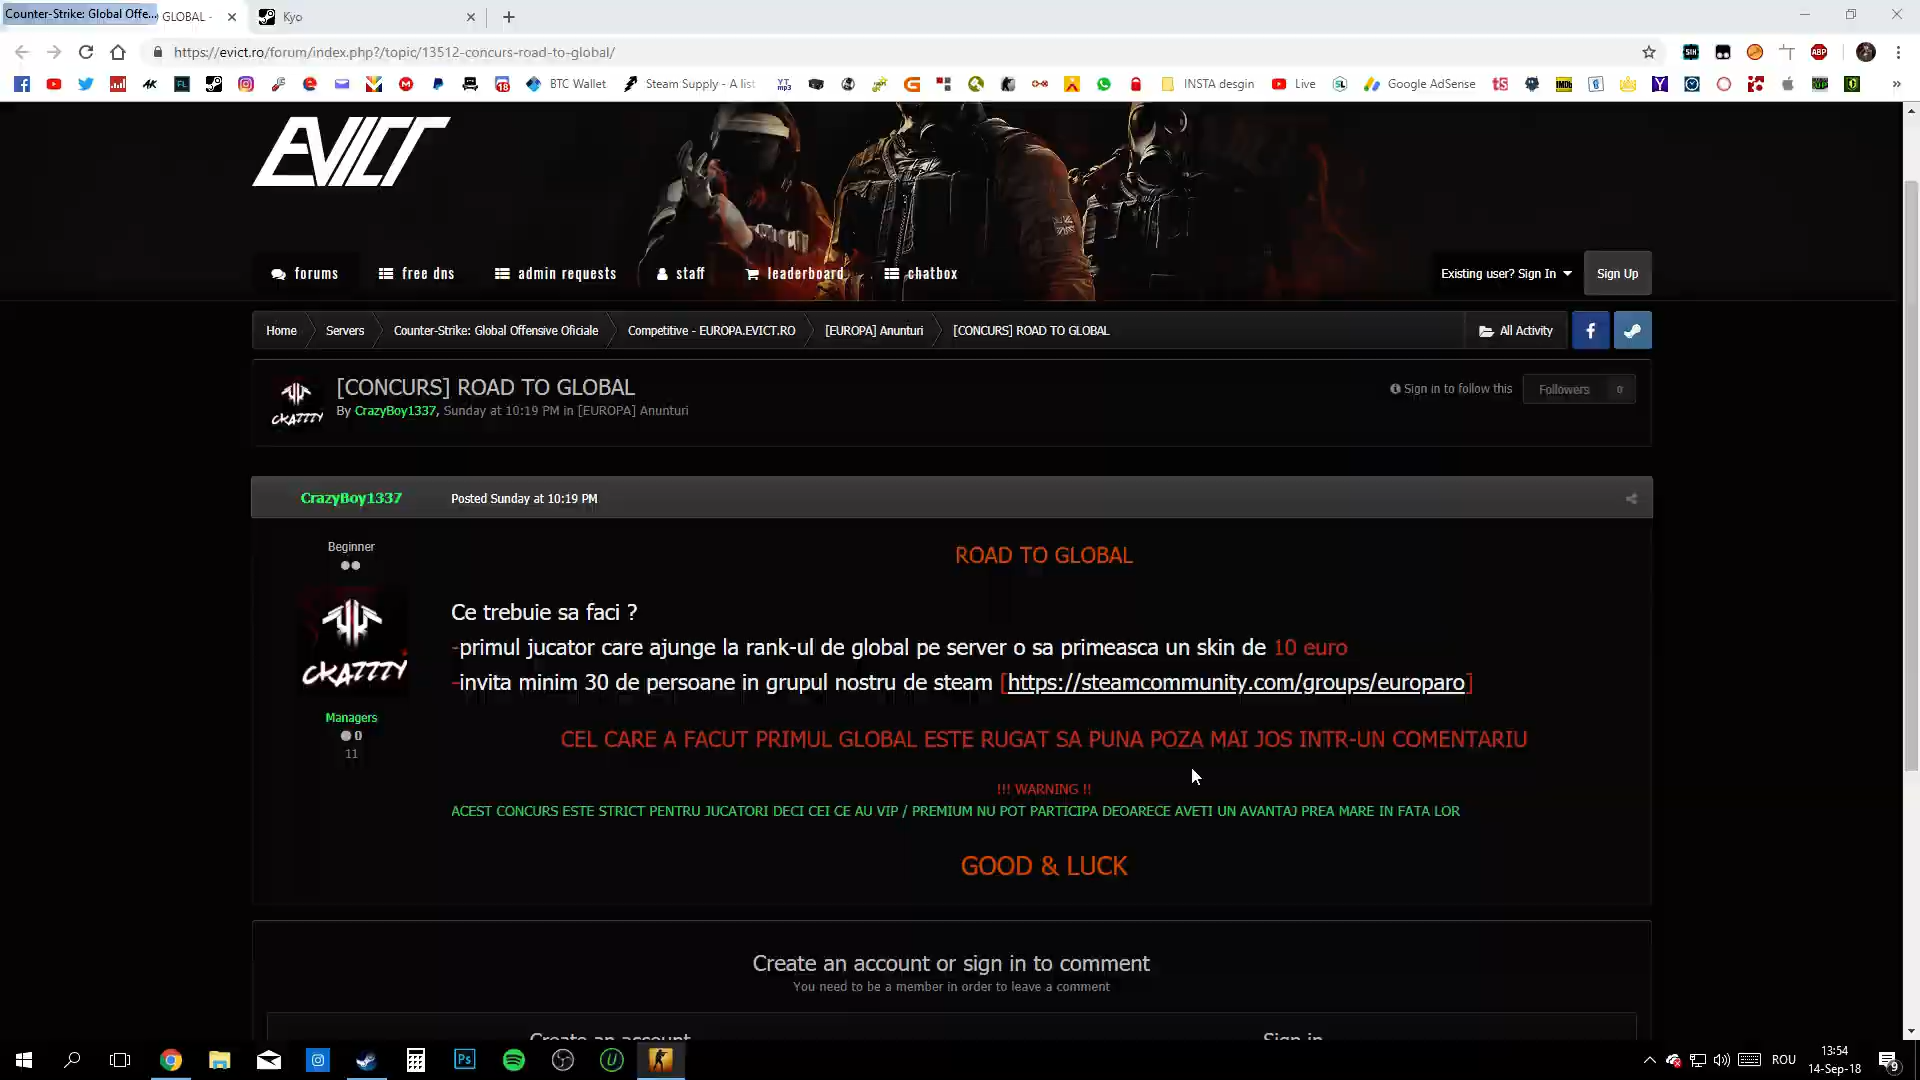 Counter-Strike: Global Offe... GLOBAL -
Kyo
https://evict.ro/forum/index.php?/topic/13512-concurs-road-to-global/
BTC Wallet
Steam Supply - A list
INSTA desgin
Live
Google AdSense
EVICT
forums
free dns
admin requests
staff
leaderboard
chatbox
Existing user? Sign In
Sign Up
Home
Servers
Counter-Strike: Global Offensive Oficiale
Competitive - EUROPA.EVICT.RO
[EUROPA] Anunturi
[CONCURS] ROAD TO GLOBAL
All Activity
[CONCURS] ROAD TO GLOBAL
By CrazyBoy1337, Sunday at 10:19 PM in [EUROPA] Anunturi
Sign in to follow this
Followers 0
CKAZZZY
CrazyBoy1337
Posted Sunday at 10:19 PM
Beginner
CKAZZZY
Managers
0
11
ROAD TO GLOBAL
Ce trebuie sa faci ?
-primul jucator care ajunge la rank-ul de global pe server o sa primeasca un skin de 10 euro
-invita minim 30 de persoane in grupul nostru de steam [https://steamcommunity.com/groups/europaro]
CEL CARE A FACUT PRIMUL GLOBAL ESTE RUGAT SA PUNA POZA MAI JOS INTR-UN COMENTARIU
!!! WARNING !!
ACEST CONCURS ESTE STRICT PENTRU JUCATORI DECI CEI CE AU VIP / PREMIUM NU POT PARTICIPA DEOARECE AVETI UN AVANTAJ PREA MARE IN FATA LOR
GOOD & LUCK
Create an account or sign in to comment
You need to be a member in order to leave a comment
Create an account
Sign in
ROU
13:54
14-Sep-18
9